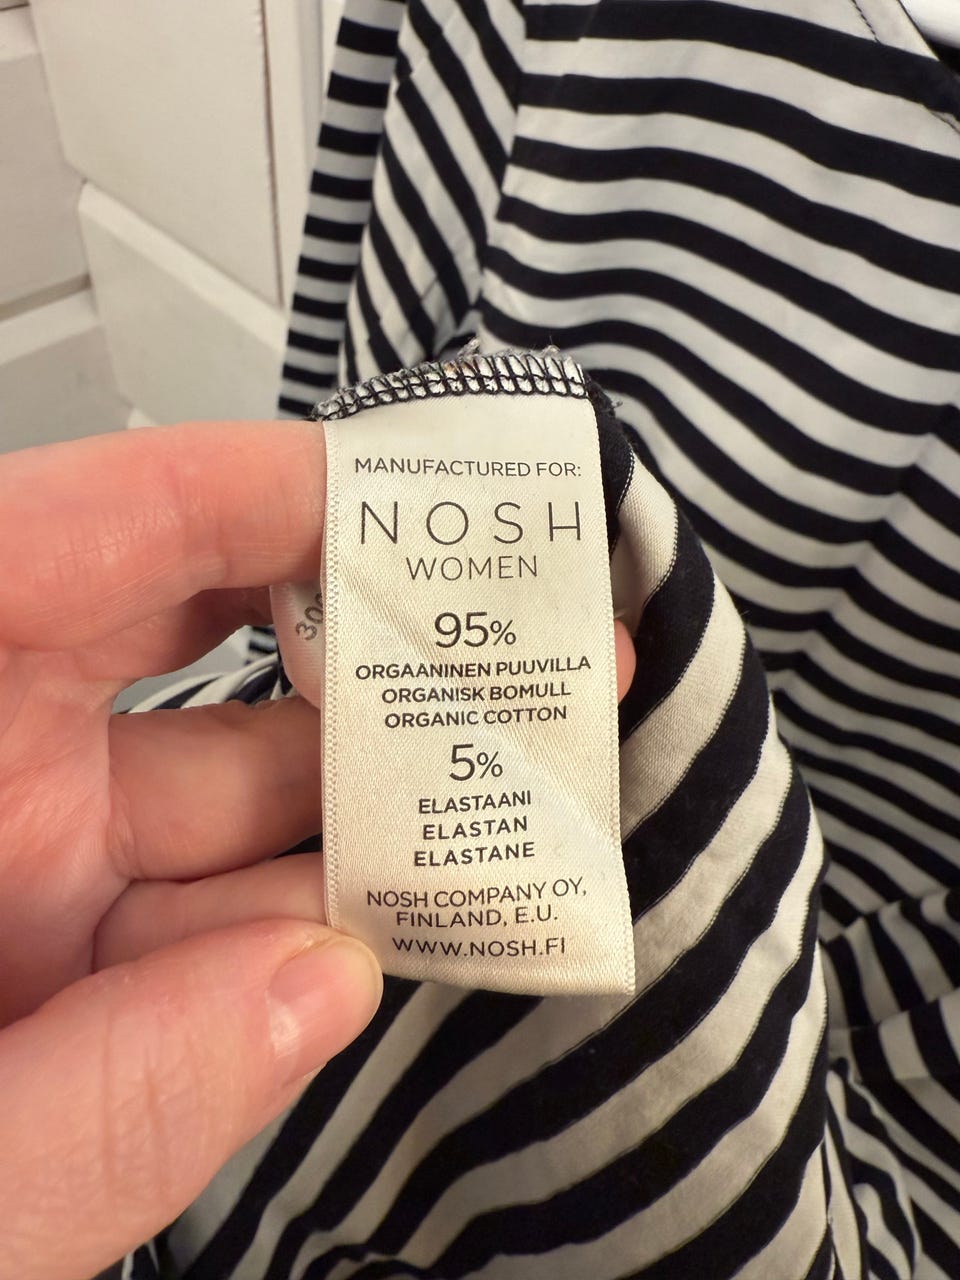 MANUFACTURED FOR:
NOSH
WOMEN
95%
ORGAANINEN PUUVILLA
ORGANISK BOMULL
ORGANIC COTTON
5%
ELASTAANI
ELASTAN
ELASTANE
NOSH COMPANY OY,
FINLAND, E.U.
WWW.NOSH.FI